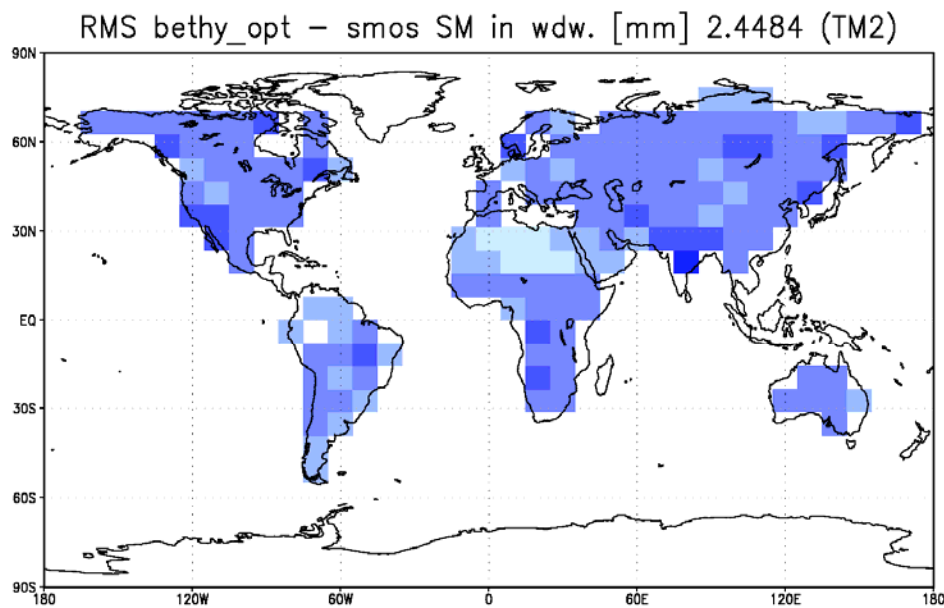 RMS bethy_opt – smos SM in wdw. [mm] 2.4484 (TM2)
90N
60N
30N
EQ
30S
60S
90S
180
120W
60W
0
60E
120E
180